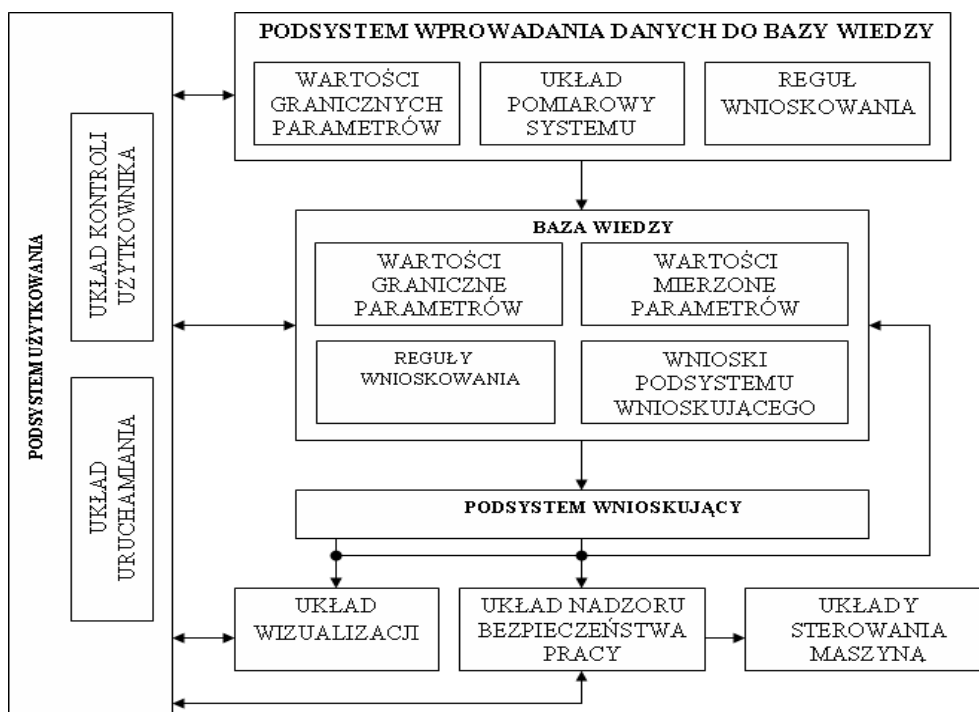 PODSYSTEM WPROWADANIA DANYCH DO BAZY WIEDZY
WARTOŚCI
GRANICZNYCH
PARAMETRÓW
UKŁAD
POMIAROWY
SYSTEMU
REGUŁ
WNIOSKOWANIA
PODSYSTEM UŻYTKOWANIA
UKŁAD KONTROLI
UŻYTKOWNIKA
UKŁAD
URUCHAMIANIA
BAZA WIEDZY
WARTOŚCI
GRANICZNE
PARAMETRÓW
WARTOŚCI
MIERZONE
PARAMETRÓW
REGUŁY
WNIOSKOWANIA
WNIOSKI
PODSYSTEMU
WNIOSKUJĄCEGO
PODSYSTEM WNIOSKUJĄCY
UKŁAD
WIZUALIZACJI
UKŁAD NADZORU
BEZPIECZEŃSTWA
PRACY
UKŁADY
STEROWANIA
MASZYNĄ